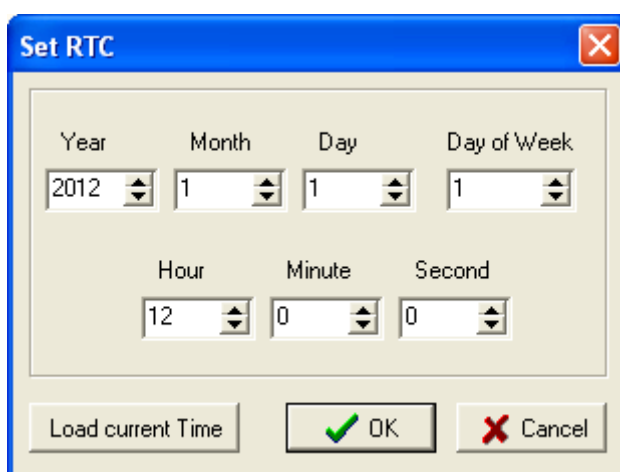 Set RTC
Year Month Day Day of Week
2012 1 1 1
Hour Minute Second
12 0 0
Load current Time OK Cancel